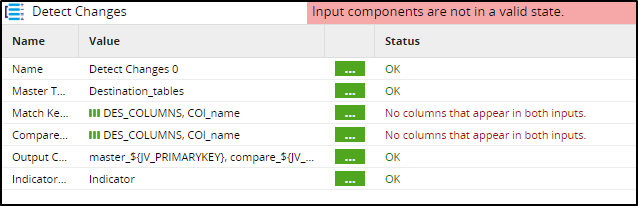 Detect Changes Input components are not in a valid state.
Name Value Status
Name Detect Changes 0 ... OK
Master T... Destination_tables ... OK
Match Ke... DES_COLUMNS, COI_name ... No columns that appear in both inputs.
Compare... DES_COLUMNS, COI_name ... No columns that appear in both inputs.
Output C... master_${JV_PRIMARYKEY}, compare_${JV_... ... OK
Indicator... Indicator ... OK